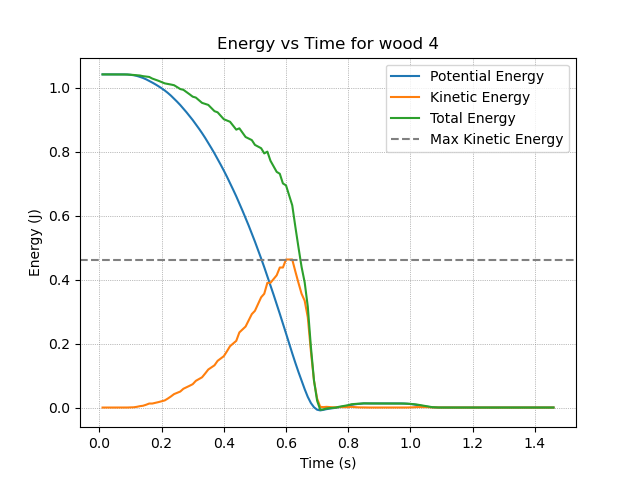 Energy vs Time for wood 4
Potential Energy
Kinetic Energy
Total Energy
Max Kinetic Energy
Energy (J)
1.0
0.8
0.6
0.4
0.2
0.0
0.0 0.2 0.4 0.6 0.8 1.0 1.2 1.4
Time (s)